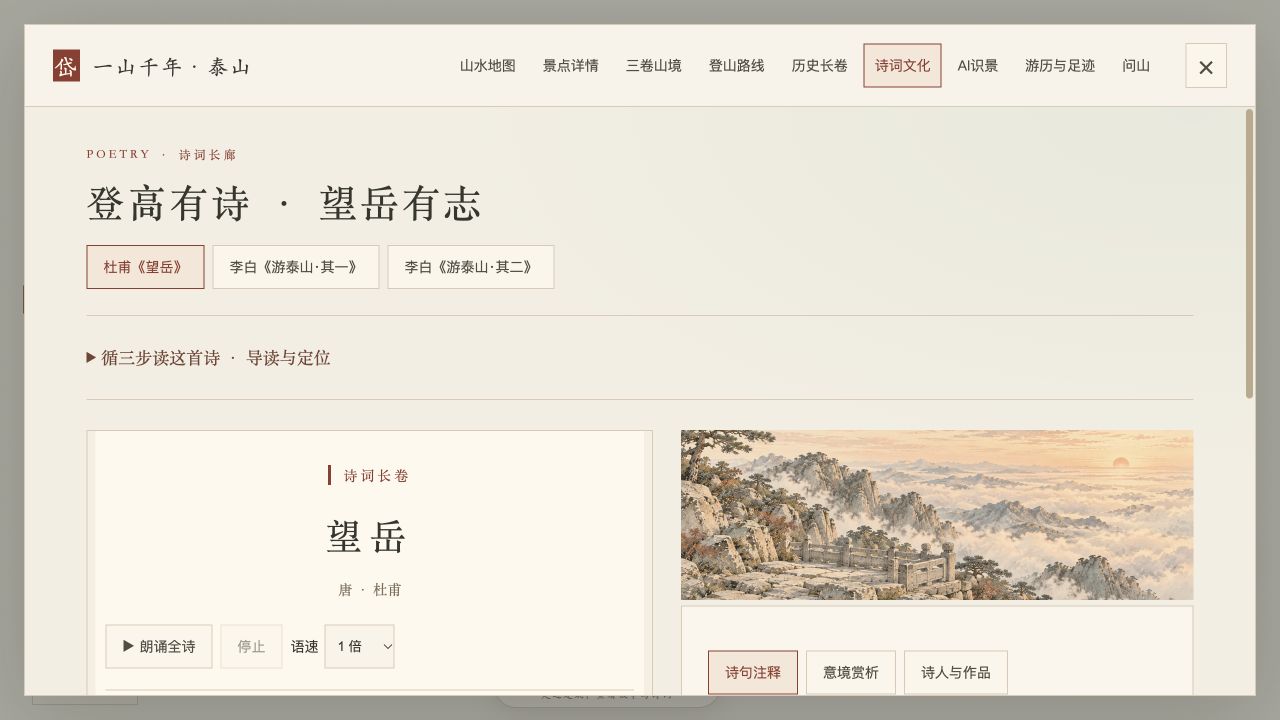 岱 一山千年 · 泰山
山水地图 景点详情 三卷山境 登山路线 历史长卷 诗词文化 AI识景 游历与足迹 问山 ✕
POETRY · 诗词长廊
登高有诗 · 望岳有志
杜甫《望岳》 李白《游泰山·其一》 李白《游泰山·其二》
▶ 循三步读这首诗 · 导读与定位
诗词长卷
望岳
唐 · 杜甫
▶ 朗诵全诗 停止 语速 1 倍
诗句注释 意境赏析 诗人与作品